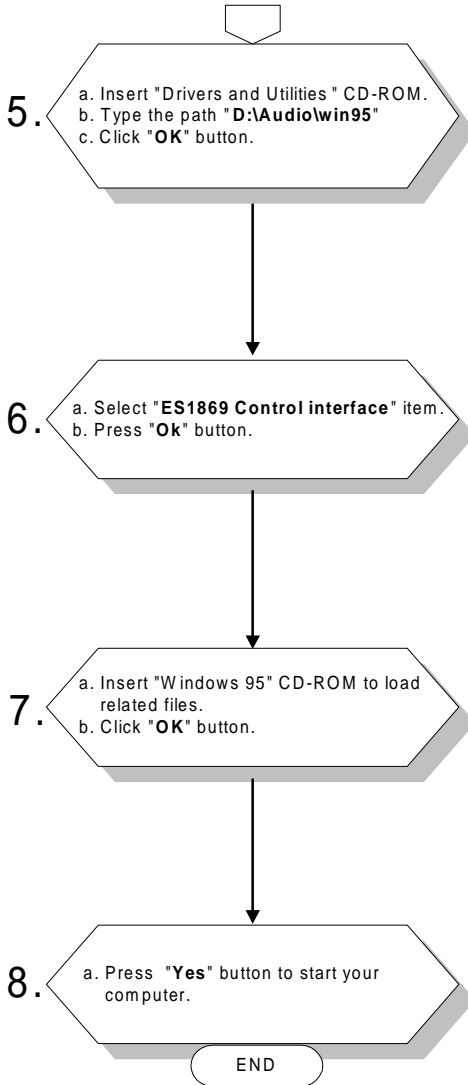 5. a. Insert "Drivers and Utilities " CD-ROM.
b. Type the path "D:\Audio\win95"
c. Click "OK" button.
6. a. Select "ES1869 Control interface" item.
b. Press "Ok" button.
7. a. Insert "Windows 95" CD-ROM to load
related files.
b. Click "OK" button.
8. a. Press "Yes" button to start your
computer.
END